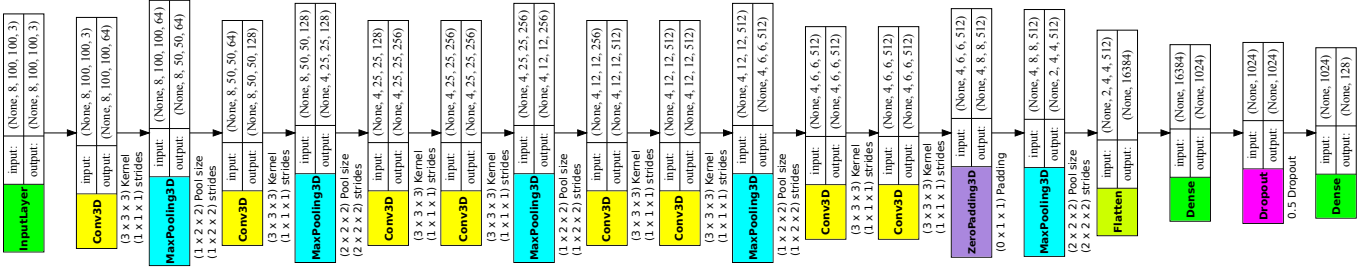 InputLayer
input: (None, 8, 100, 100, 3)
output: (None, 8, 100, 100, 3)
Conv3D
input: (None, 8, 100, 100, 3)
output: (None, 8, 100, 100, 64)
(3 x 3 x 3) Kernel
(1 x 1 x 1) strides
MaxPooling3D
input: (None, 8, 100, 100, 64)
output: (None, 8, 50, 50, 64)
(1 x 2 x 2) Pool size
(1 x 2 x 2) strides
Conv3D
input: (None, 8, 50, 50, 64)
output: (None, 8, 50, 50, 128)
(3 x 3 x 3) Kernel
(1 x 1 x 1) strides
MaxPooling3D
input: (None, 8, 50, 50, 128)
output: (None, 4, 25, 25, 128)
(2 x 2 x 2) Pool size
(2 x 2 x 2) strides
Conv3D
input: (None, 4, 25, 25, 128)
output: (None, 4, 25, 25, 256)
(3 x 3 x 3) Kernel
(1 x 1 x 1) strides
Conv3D
input: (None, 4, 25, 25, 256)
output: (None, 4, 25, 25, 256)
(3 x 3 x 3) Kernel
(1 x 1 x 1) strides
MaxPooling3D
input: (None, 4, 25, 25, 256)
output: (None, 4, 12, 12, 256)
(1 x 2 x 2) Pool size
(1 x 2 x 2) strides
Conv3D
input: (None, 4, 12, 12, 256)
output: (None, 4, 12, 12, 512)
(3 x 3 x 3) Kernel
(1 x 1 x 1) strides
Conv3D
input: (None, 4, 12, 12, 512)
output: (None, 4, 12, 12, 512)
(3 x 3 x 3) Kernel
(1 x 1 x 1) strides
MaxPooling3D
input: (None, 4, 12, 12, 512)
output: (None, 4, 6, 6, 512)
(1 x 2 x 2) Pool size
(1 x 2 x 2) strides
Conv3D
input: (None, 4, 6, 6, 512)
output: (None, 4, 6, 6, 512)
(3 x 3 x 3) Kernel
(1 x 1 x 1) strides
Conv3D
input: (None, 4, 6, 6, 512)
output: (None, 4, 6, 6, 512)
(3 x 3 x 3) Kernel
(1 x 1 x 1) strides
ZeroPadding3D
input: (None, 4, 6, 6, 512)
output: (None, 4, 8, 8, 512)
(0 x 1 x 1) Padding
MaxPooling3D
input: (None, 4, 8, 8, 512)
output: (None, 2, 4, 4, 512)
(2 x 2 x 2) Pool size
(2 x 2 x 2) strides
Flatten
input: (None, 2, 4, 4, 512)
output: (None, 16384)
Dense
input: (None, 16384)
output: (None, 1024)
Dropout
input: (None, 1024)
output: (None, 1024)
0.5 Dropout
Dense
input: (None, 1024)
output: (None, 128)